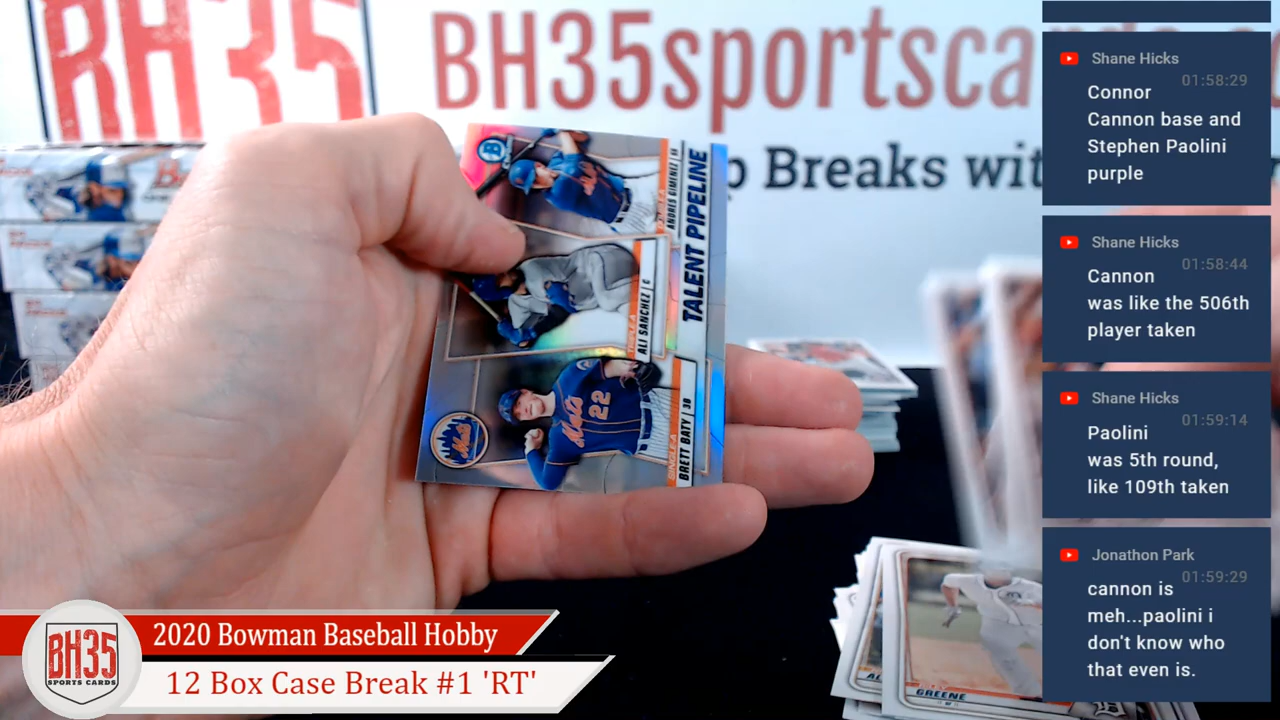 BH35
BH35sportsca
p Breaks wit
TALENT PIPELINE
ANDRES GIMENEZ
ALI SANCHEZ | C
BRETT BATY | 3B
Mets
22
Mets
GREENE
Shane Hicks
01:58:29
Connor
Cannon base and
Stephen Paolini
purple
Shane Hicks
01:58:44
Cannon
was like the 506th
player taken
Shane Hicks
01:59:14
Paolini
was 5th round,
like 109th taken
Jonathon Park
01:59:29
cannon is
meh...paolini i
don't know who
that even is.
BH35
SPORTS CARDS
2020 Bowman Baseball Hobby
12 Box Case Break #1 'RT'